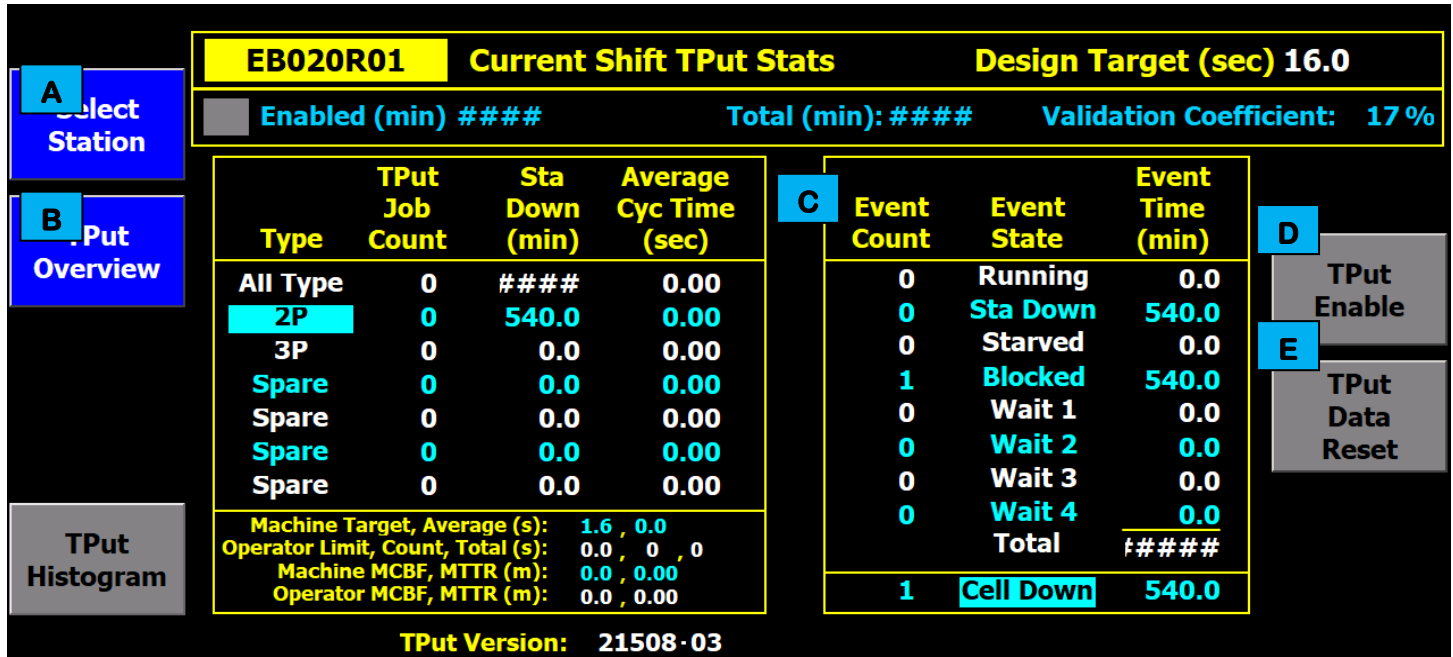 EB020R01 Current Shift TPut Stats Design Target (sec) 16.0
Enabled (min) #### Total (min): #### Validation Coefficient: 17 %
A
Select
Station
B
TPut
Overview
TPut
Histogram
Type TPut Job Count Sta Down (min) Average Cyc Time (sec)
All Type 0 #### 0.00
2P 0 540.0 0.00
3P 0 0.0 0.00
Spare 0 0.0 0.00
Spare 0 0.0 0.00
Spare 0 0.0 0.00
Spare 0 0.0 0.00
Machine Target, Average (s): 1.6 , 0.0
Operator Limit, Count, Total (s): 0.0 , 0 , 0
Machine MCBF, MTTR (m): 0.0 , 0.00
Operator MCBF, MTTR (m): 0.0 , 0.00
TPut Version: 21508-03
C
Event Count Event State Event Time (min)
0 Running 0.0
0 Sta Down 540.0
0 Starved 0.0
1 Blocked 540.0
0 Wait 1 0.0
0 Wait 2 0.0
0 Wait 3 0.0
0 Wait 4 0.0
Total #####
1 Cell Down 540.0
D
TPut
Enable
E
TPut
Data
Reset